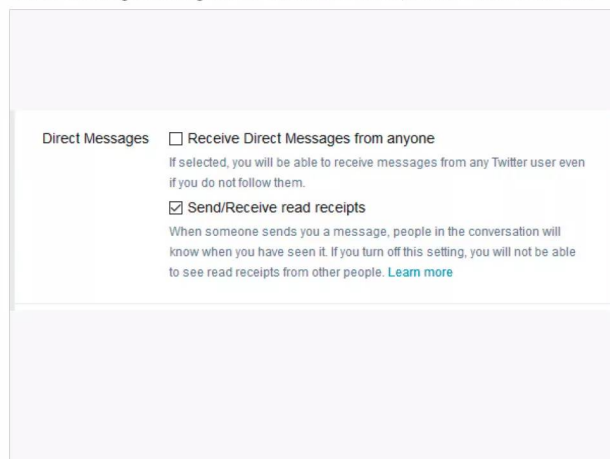 Direct Messages
Receive Direct Messages from anyone
If selected, you will be able to receive messages from any Twitter user even
if you do not follow them.
Send/Receive read receipts
When someone sends you a message, people in the conversation will
know when you have seen it. If you turn off this setting, you will not be able
to see read receipts from other people. Learn more